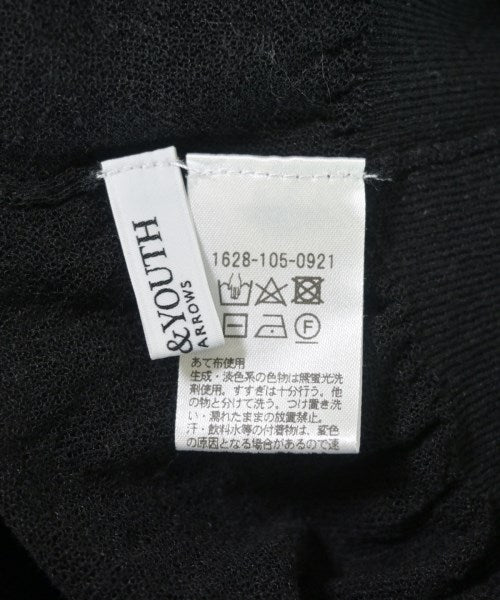 &YOUTH
ARROWS
1628-105-0921
F
あて布使用
生成・淡色系の色物は無蛍光洗
剤使用。すすぎは十分行う。他
の物と分けて洗う。つけ置き洗
い・濡れたままの放置禁止。
汗・飲料水等の付着物は、変色
の原因となる場合があるので速